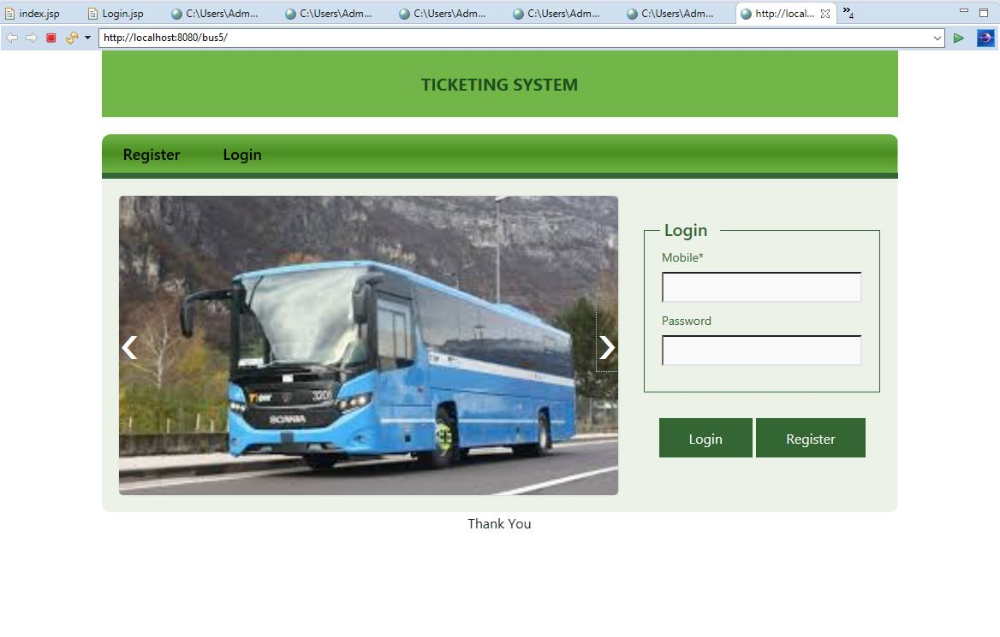 index.jsp Login.jsp C:\Users\Adm... C:\Users\Adm... C:\Users\Adm... C:\Users\Adm... C:\Users\Adm... http://local... 4
http://localhost:8080/bus5/
TICKETING SYSTEM
Register Login
Login
Mobile*
Password
SCANIA
Login Register
Thank You